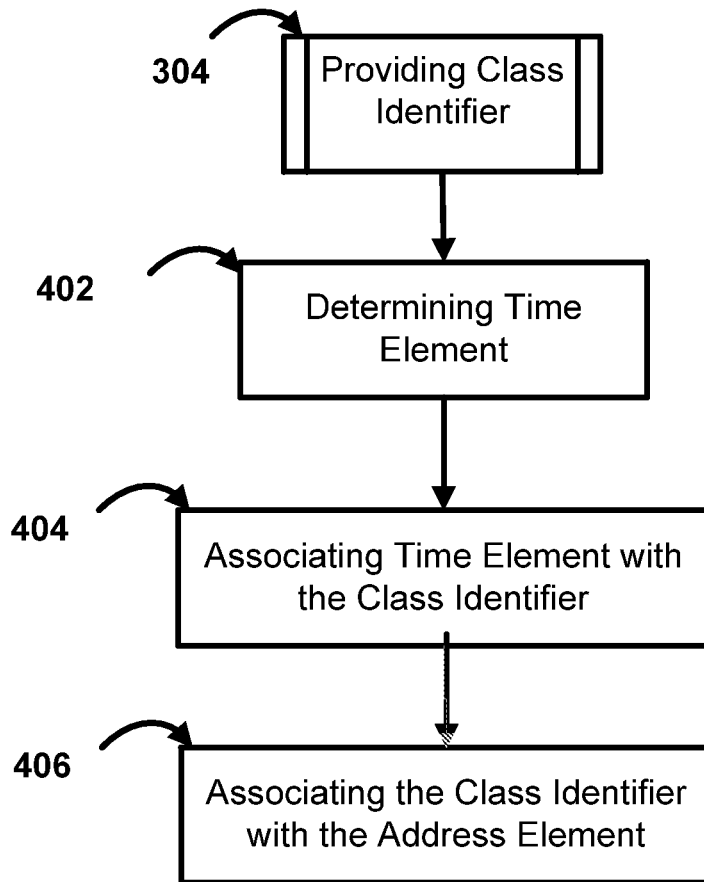 304
Providing Class
Identifier
402
Determining Time
Element
404
Associating Time Element with
the Class Identifier
406
Associating the Class Identifier
with the Address Element